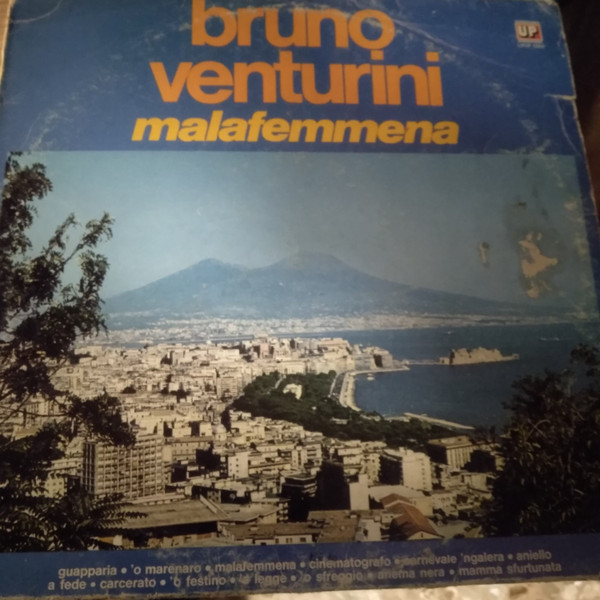 bruno
venturini
malafemmena
UP
guapparia • 'o marenaro • malafemmena • cinematografo • carnevale 'ngalera • aniello
a fede • carcerato • 'o festino • 'a legge • 'o sfreggio • anema nera • mamma sfurtunata